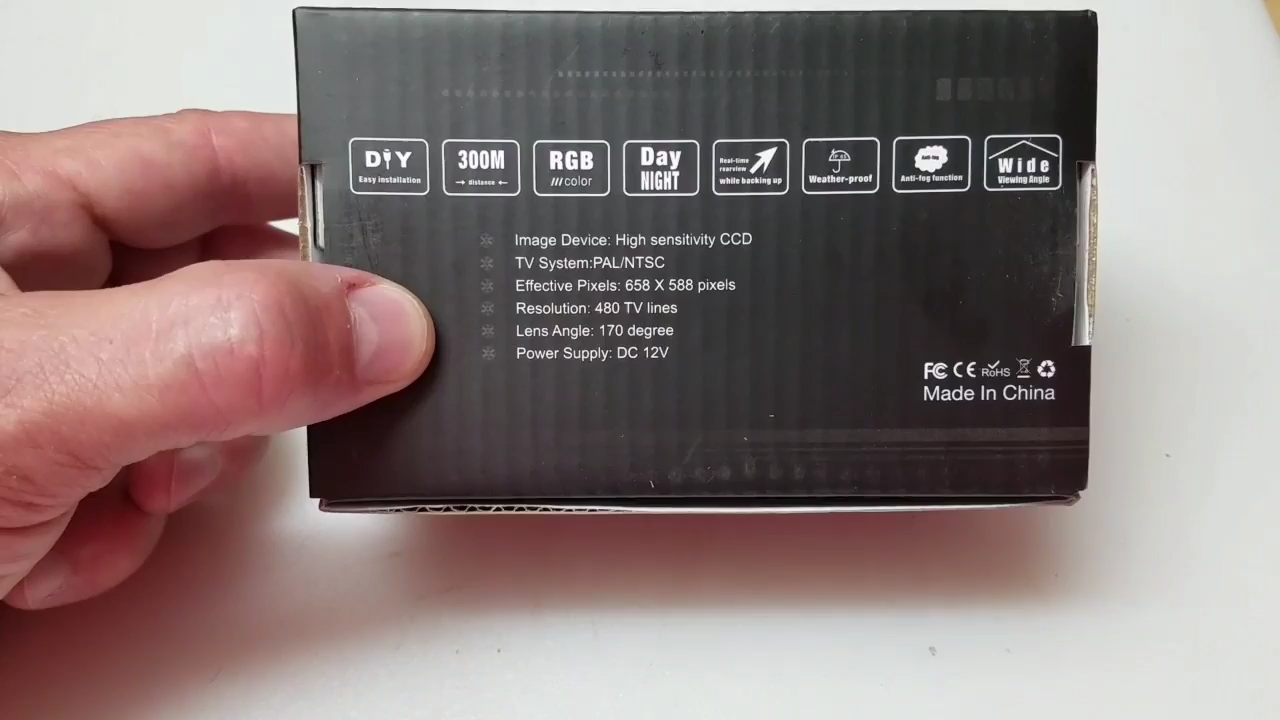 DIY
Easy installation
300M
distance
RGB
color
Day
NIGHT
Real-time
rearview
while backing up
Weather-proof
Anti-fog
Anti-fog function
Wide
Viewing Angle
Image Device: High sensitivity CCD
TV System:PAL/NTSC
Effective Pixels: 658 X 588 pixels
Resolution: 480 TV lines
Lens Angle: 170 degree
Power Supply: DC 12V
FC CE RoHS
Made In China